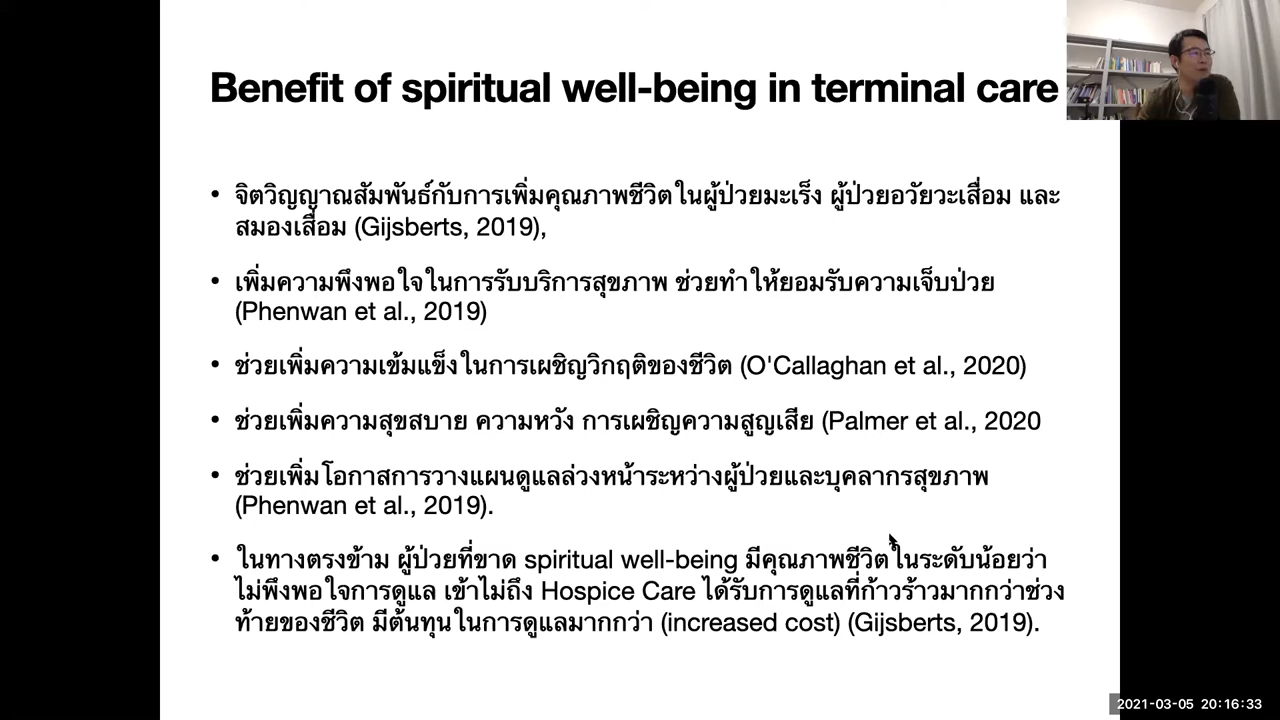 Benefit of spiritual well-being in terminal care
• จิตวิญญาณสัมพันธ์กับการเพิ่มคุณภาพชีวิตในผู้ป่วยมะเร็ง ผู้ป่วยอวัยวะเสื่อม และ
สมองเสื่อม (Gijsberts, 2019),
• เพิ่มความพึงพอใจในการรับบริการสุขภาพ ช่วยทำให้ยอมรับความเจ็บป่วย
(Phenwan et al., 2019)
• ช่วยเพิ่มความเข้มแข็งในการเผชิญวิกฤติของชีวิต (O'Callaghan et al., 2020)
• ช่วยเพิ่มความสุขสบาย ความหวัง การเผชิญความสูญเสีย (Palmer et al., 2020
• ช่วยเพิ่มโอกาสการวางแผนดูแลล่วงหน้าระหว่างผู้ป่วยและบุคลากรสุขภาพ
(Phenwan et al., 2019).
• ในทางตรงข้าม ผู้ป่วยที่ขาด spiritual well-being มีคุณภาพชีวิตในระดับน้อยว่า
ไม่พึงพอใจการดูแล เข้าไม่ถึง Hospice Care ได้รับการดูแลที่ก้าวร้าวมากกว่าช่วง
ท้ายของชีวิต มีต้นทุนในการดูแลมากกว่า (increased cost) (Gijsberts, 2019).
2021-03-05 20:16:33